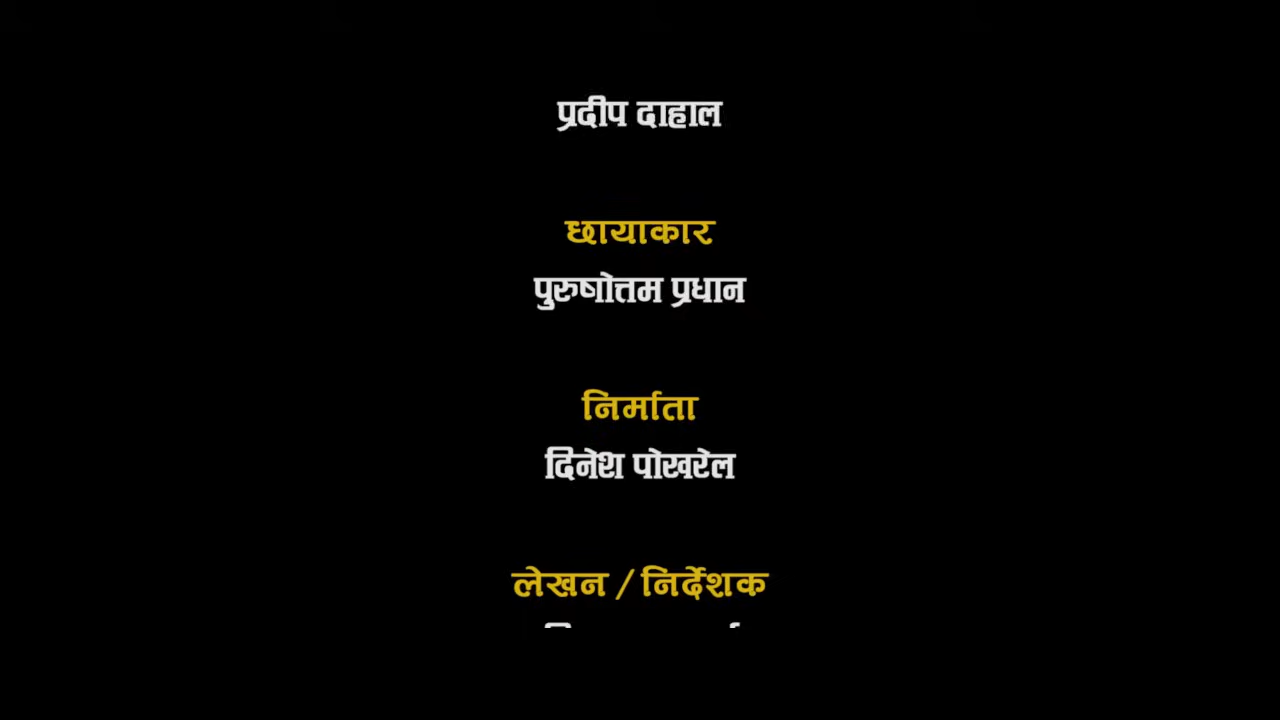 प्रदीप दाहाल
छायाकार
पुरुषोत्तम प्रधान
निर्माता
दिनेश पोखरेल
लेखन / निर्देशक